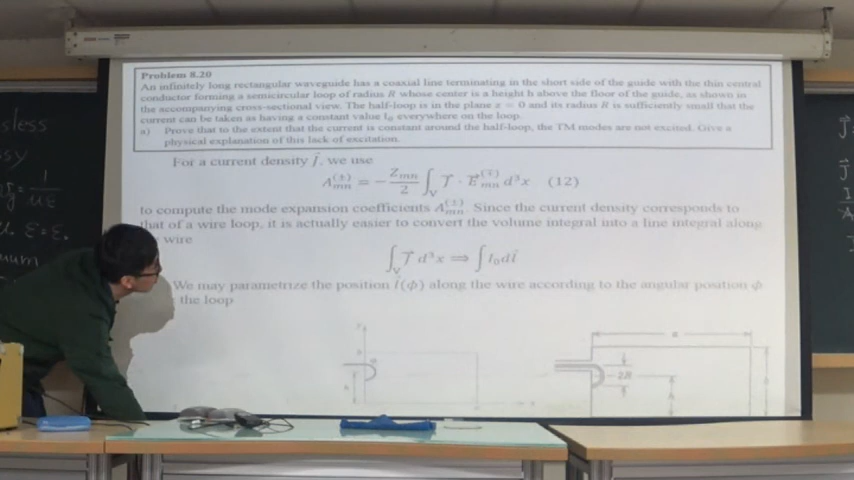 Problem 8.20
An infinitely long rectangular waveguide has a coaxial line terminating in the short side of the guide with the thin central
conductor forming a semicircular loop of radius R whose center is a height h above the floor of the guide, as shown in
the accompanying cross-sectional view. The half-loop is in the plane z = 0 and its radius R is sufficiently small that the
current can be taken as having a constant value I₀ everywhere on the loop.
a) Prove that to the extent that the current is constant around the half-loop, the TM modes are not excited. Give a
physical explanation of this lack of excitation.
For a current density J⃗, we use
A_mn^(±) = − Z_mn/2 ∫_V J⃗ · E⃗_mn^(∓) d³x (12)
to compute the mode expansion coefficients A_mn^(±). Since the current density corresponds to
that of a wire loop, it is actually easier to convert the volume integral into a line integral along
wire
∫_V J⃗ d³x ⟹ ∫ I₀ dl⃗
We may parametrize the position l⃗(ϕ) along the wire according to the angular position ϕ
the loop
a
2R
sless
= 1/με
ε = ε₀
num